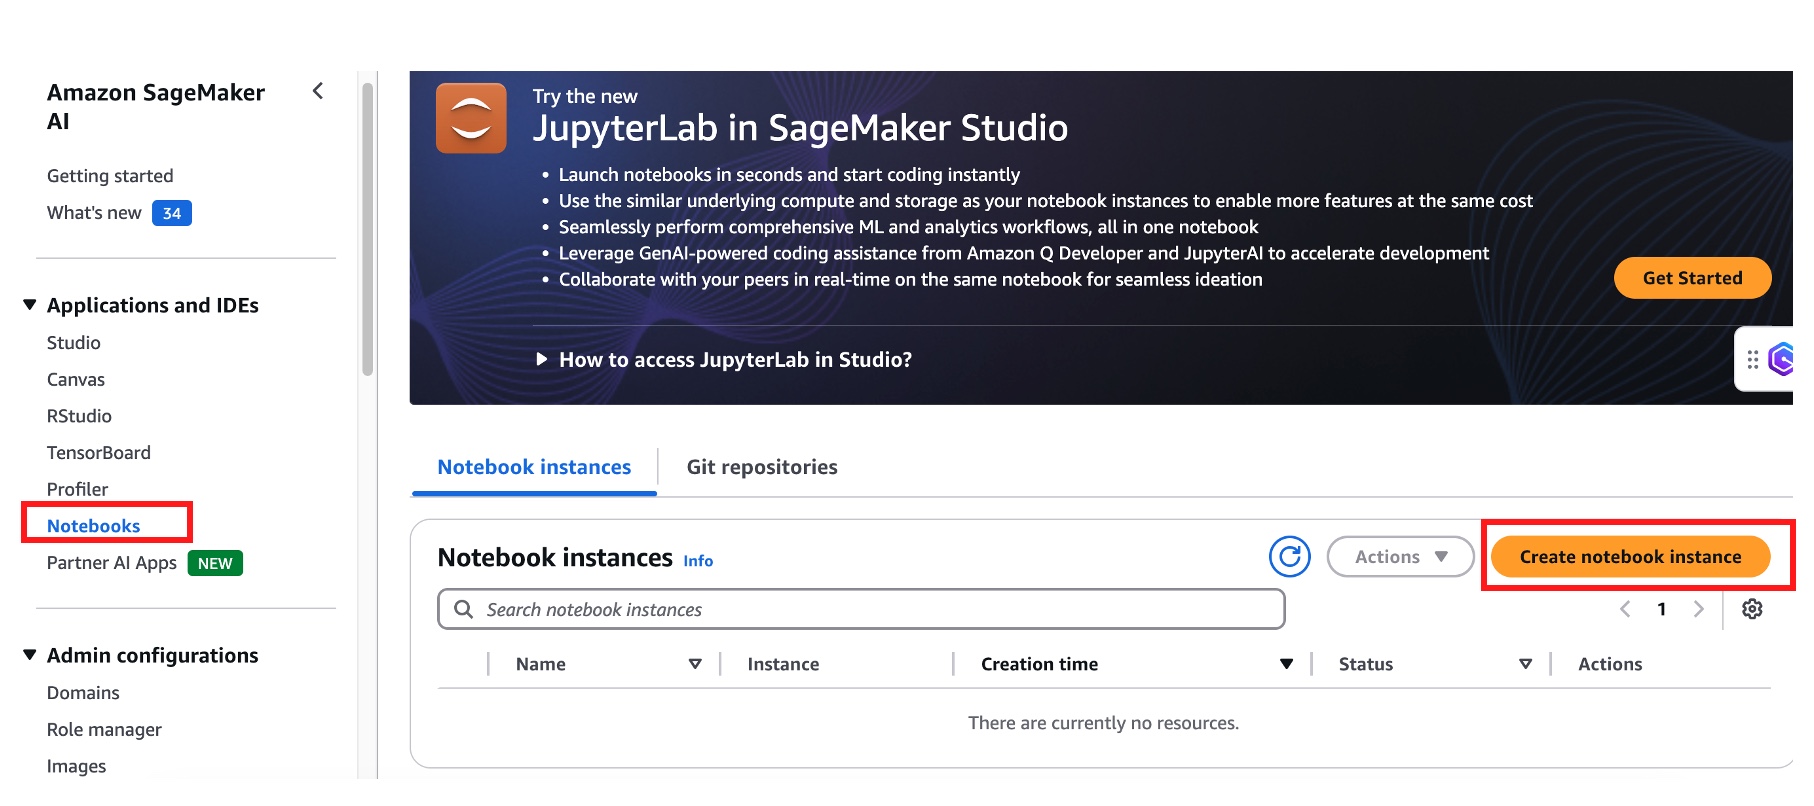 Amazon SageMaker
AI
Getting started
What's new 34
Applications and IDEs
Studio
Canvas
RStudio
TensorBoard
Profiler
Notebooks
Partner AI Apps NEW
Admin configurations
Domains
Role manager
Images
Try the new
JupyterLab in SageMaker Studio
• Launch notebooks in seconds and start coding instantly
• Use the similar underlying compute and storage as your notebook instances to enable more features at the same cost
• Seamlessly perform comprehensive ML and analytics workflows, all in one notebook
• Leverage GenAI-powered coding assistance from Amazon Q Developer and JupyterAI to accelerate development
• Collaborate with your peers in real-time on the same notebook for seamless ideation
Get Started
How to access JupyterLab in Studio?
Notebook instances Git repositories
Notebook instances Info
Actions
Create notebook instance
Search notebook instances
1
Name Instance Creation time Status Actions
There are currently no resources.